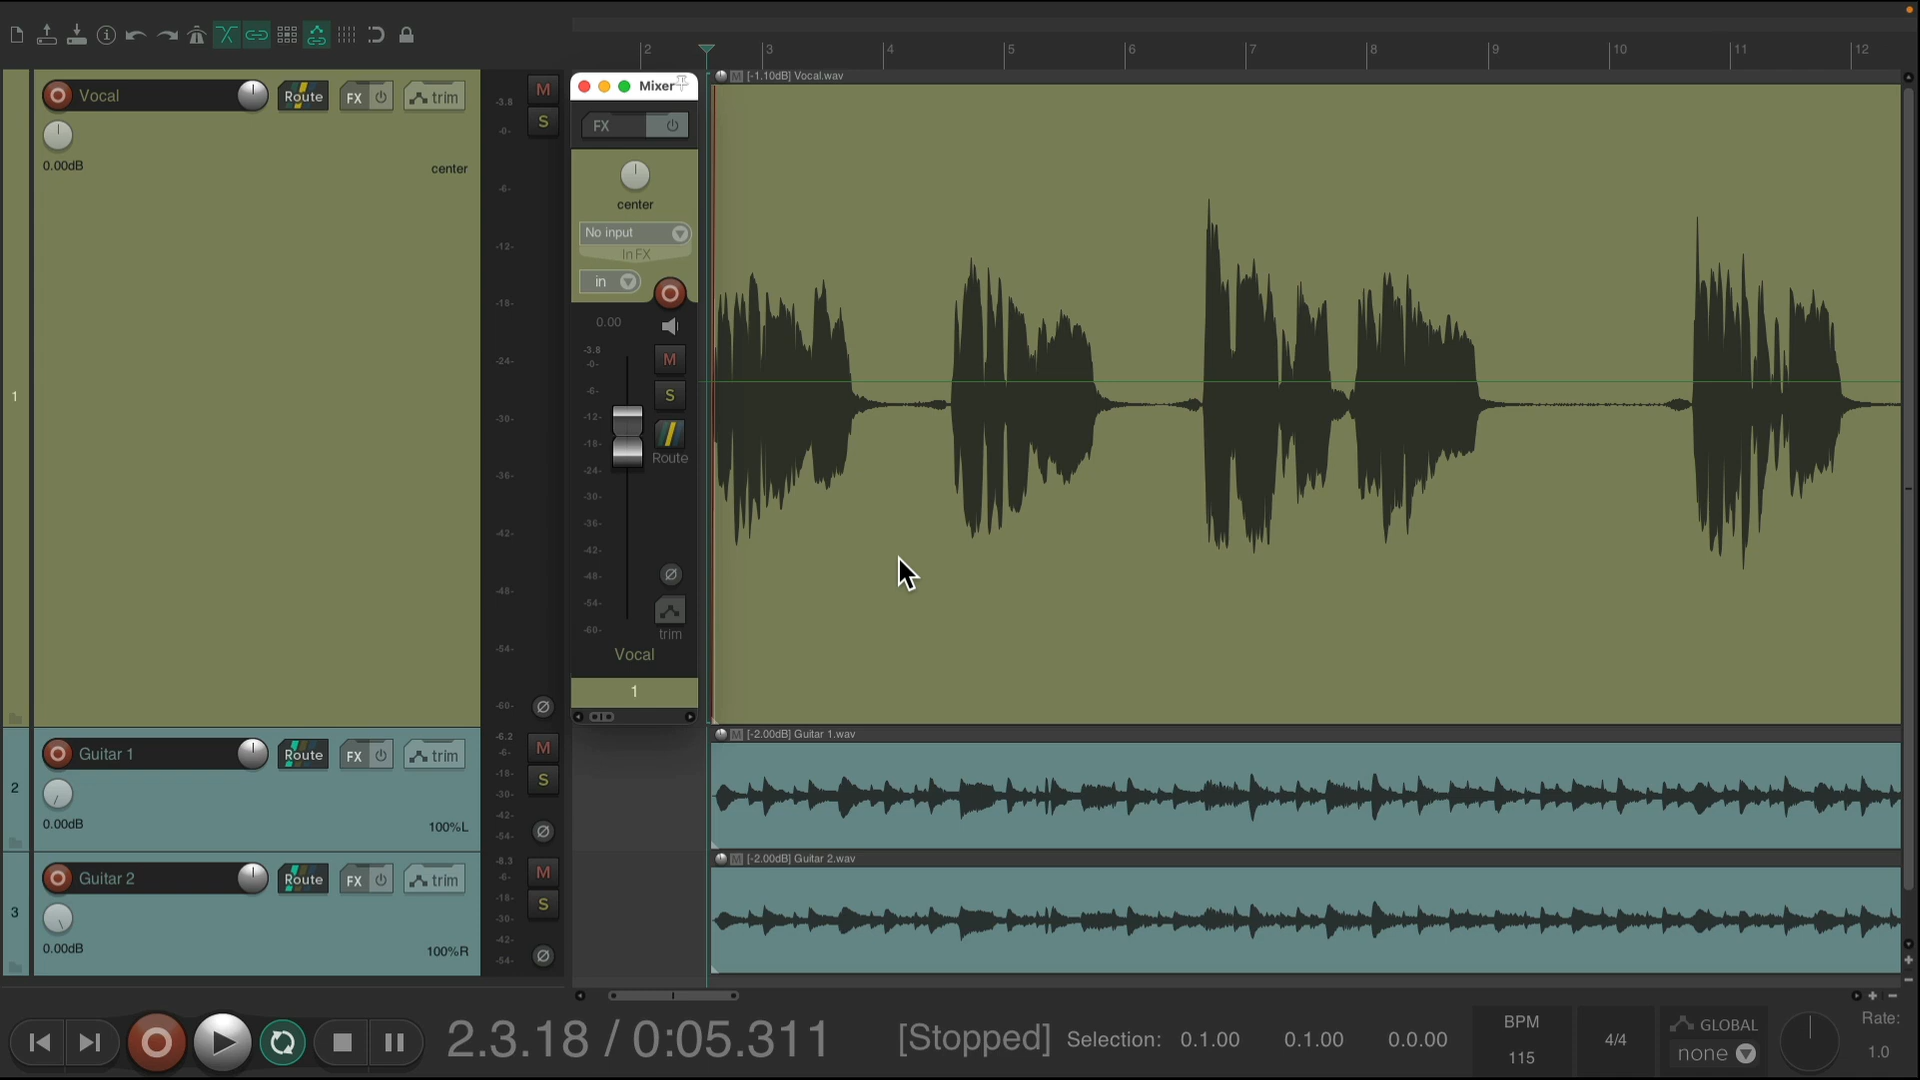 2 3 4 5 6 7 8 9 10 11 12
Vocal Route FX trim
0.00dB center
1
-3.8
-0-
-6-
-12-
-18-
-24-
-30-
-36-
-42-
-48-
-54-
-60-
M
S
Mixer
FX
center
No input
In FX
in
0.00
-3.8
-0-
-6-
-12-
-18-
-24-
-30-
-36-
-42-
-48-
-54-
-60-
M
S
Route
trim
Vocal
1
M [-1.10dB] Vocal.wav
Guitar 1 Route FX trim
2
0.00dB 100%L
-6.2
-6-
-18-
-30-
-42-
-54-
M
S
M [-2.00dB] Guitar 1.wav
Guitar 2 Route FX trim
3
0.00dB 100%R
-8.3
-6-
-18-
-30-
-42-
-54-
M
S
M [-2.00dB] Guitar 2.wav
2.3.18 / 0:05.311 [Stopped] Selection: 0.1.00 0.1.00 0.0.00
BPM
115
4/4
GLOBAL
none
Rate:
1.0